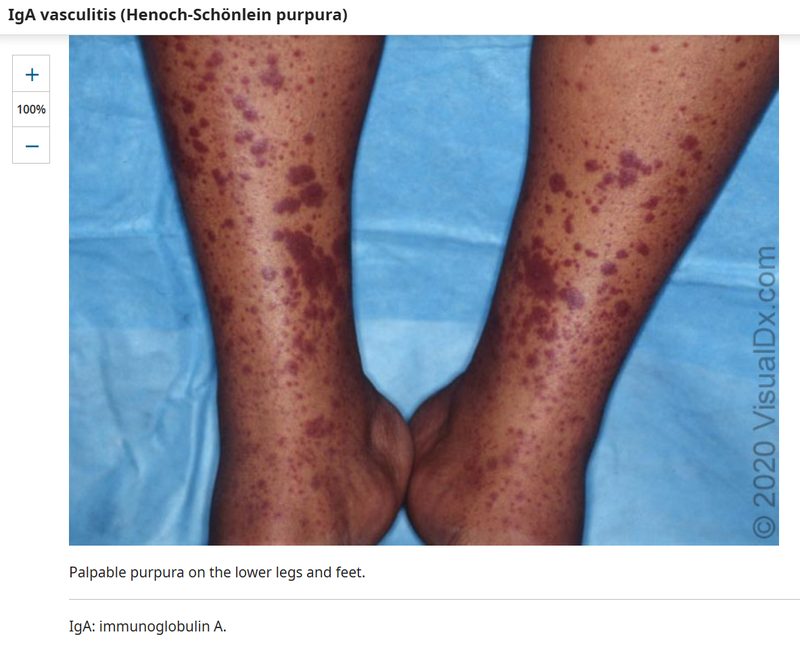 IgA vasculitis (Henoch-Schönlein purpura)
+
100%
−
© 2020 VisualDx.com
Palpable purpura on the lower legs and feet.
IgA: immunoglobulin A.